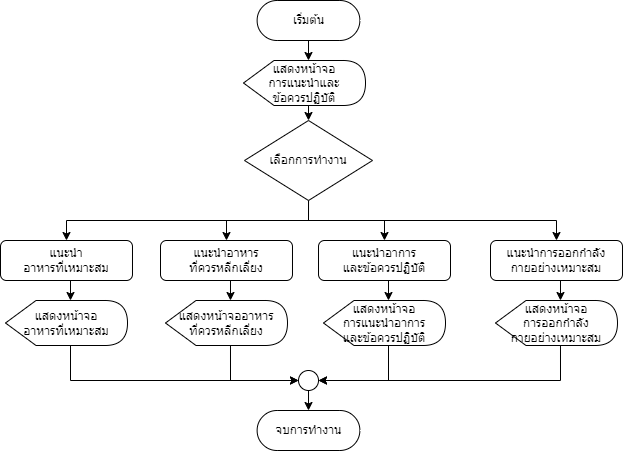 เริ่มต้น
แสดงหน้าจอ
การแนะนำและ
ข้อควรปฏิบัติ
เลือกการทำงาน
แนะนำ
อาหารที่เหมาะสม
แนะนำอาหาร
ที่ควรหลีกเลี่ยง
แนะนำอาการ
และข้อควรปฏิบัติ
แนะนำการออกกำลัง
กายอย่างเหมาะสม
แสดงหน้าจอ
อาหารที่เหมาะสม
แสดงหน้าจออาหาร
ที่ควรหลีกเลี่ยง
แสดงหน้าจอ
การแนะนำอาการ
และข้อควรปฏิบัติ
แสดงหน้าจอ
การออกกำลัง
กายอย่างเหมาะสม
จบการทำงาน